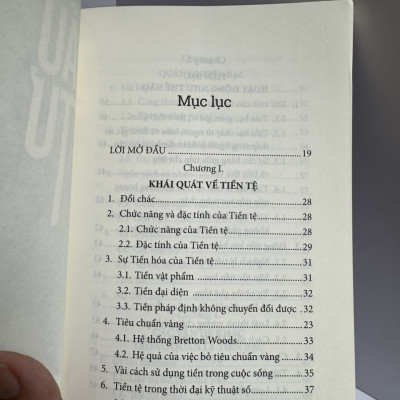 Mục lục
LỜI MỞ ĐẦU 19
Chương I.
KHÁI QUÁT VỀ TIỀN TỆ
1. Đổi chác 28
2. Chức năng và đặc tính của Tiền tệ 28
2.1. Chức năng của Tiền tệ 28
2.2. Đặc tính của Tiền tệ 29
3. Sự Tiến hóa của Tiền tệ 31
3.1. Tiền vật phẩm 31
3.2. Tiền đại diện 32
3.3. Tiền pháp định không chuyển đổi được 32
4. Tiêu chuẩn vàng 23
4.1. Hệ thống Bretton Woods 33
4.2. Hệ quả của việc bỏ tiêu chuẩn vàng 34
5. Vài cách sử dụng tiền trong cuộc sống 35
6. Tiền tệ trong thời đại kỹ thuật số 37